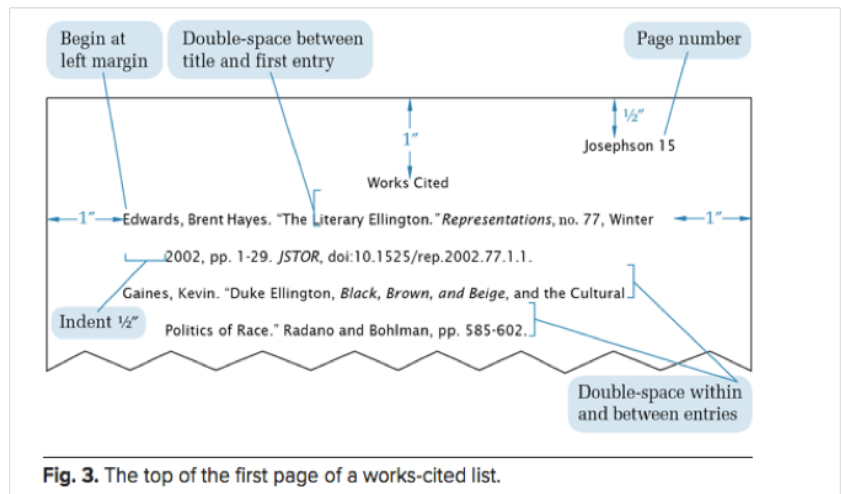 Begin at
left margin
Double-space between
title and first entry
Page number
½″
1″
Josephson 15
Works Cited
1″
Edwards, Brent Hayes. “The Literary Ellington.” Representations, no. 77, Winter
1″
2002, pp. 1-29. JSTOR, doi:10.1525/rep.2002.77.1.1.
Gaines, Kevin. “Duke Ellington, Black, Brown, and Beige, and the Cultural
Indent ½″
Politics of Race.” Radano and Bohlman, pp. 585-602.
Double-space within
and between entries
Fig. 3. The top of the first page of a works-cited list.